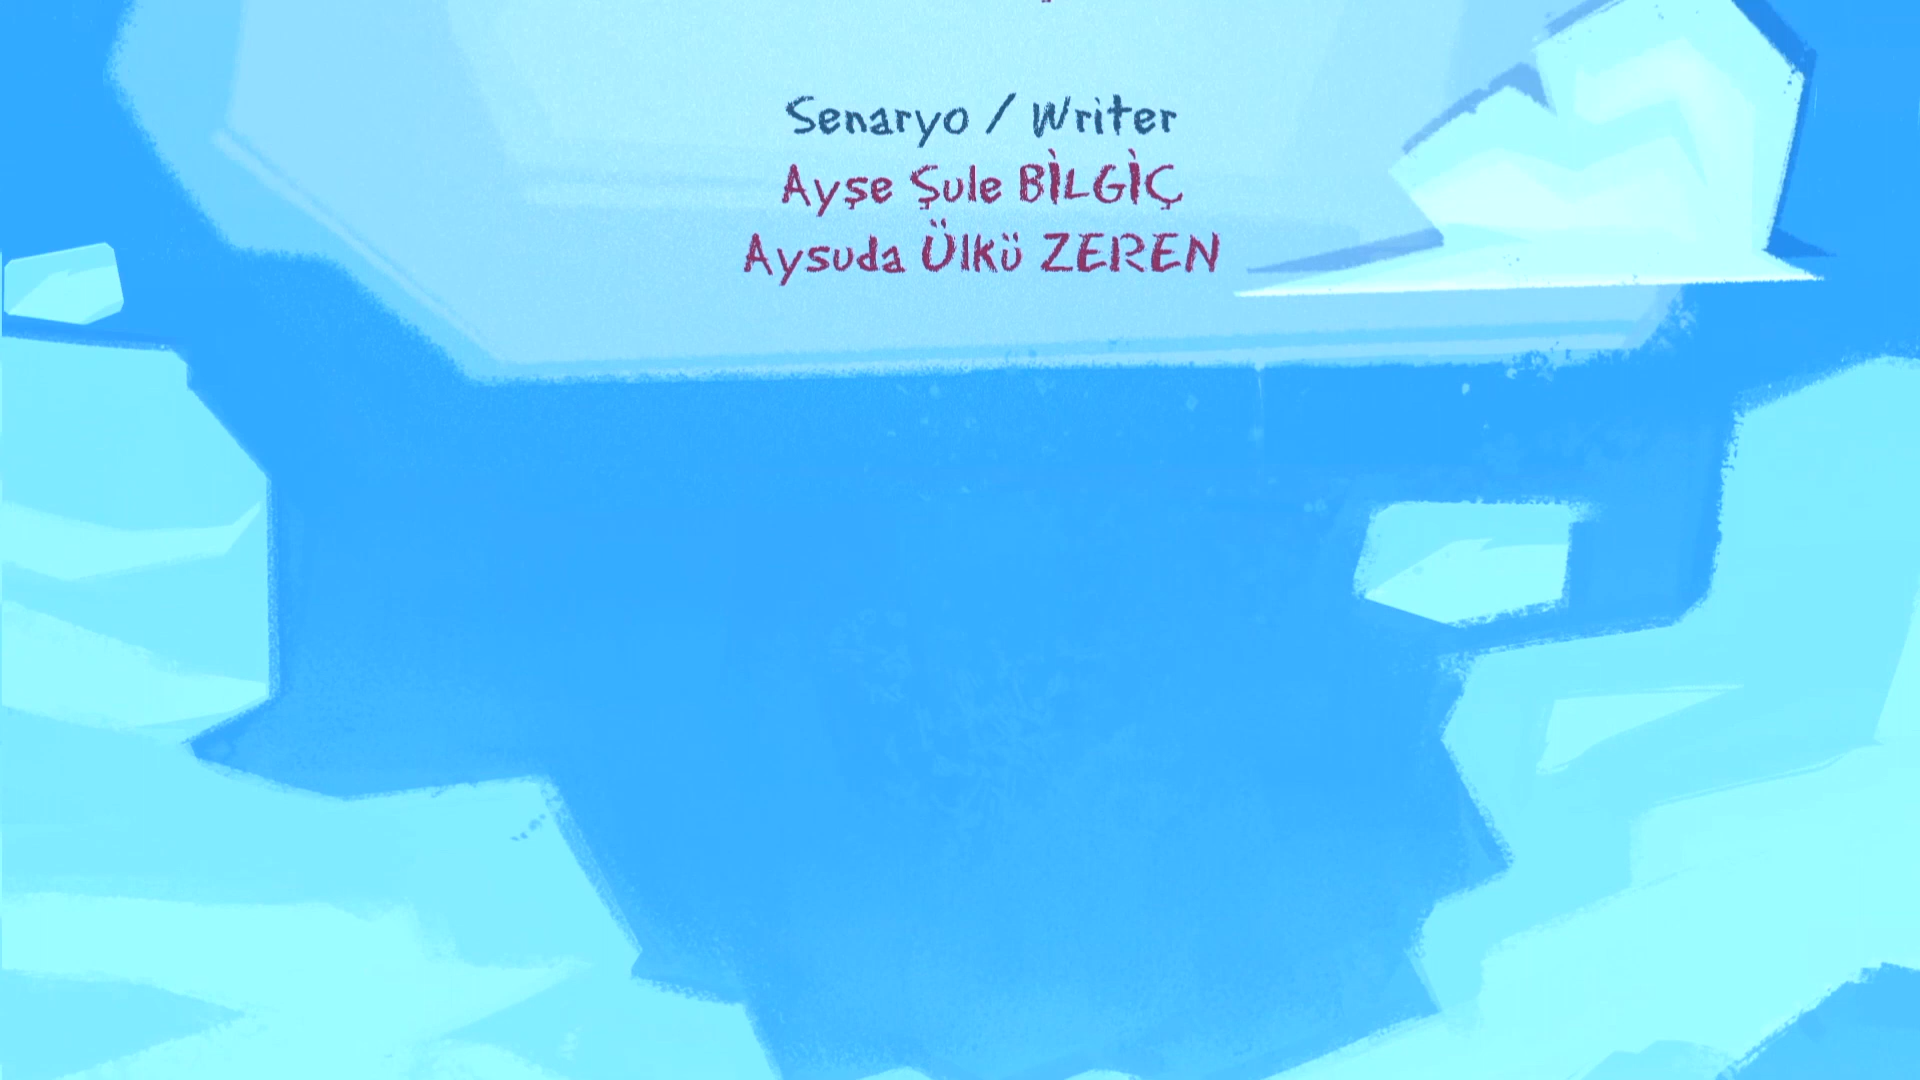 Senaryo / Writer
Ayşe Şule BİLGİÇ
Aysuda Ülkü ZEREN